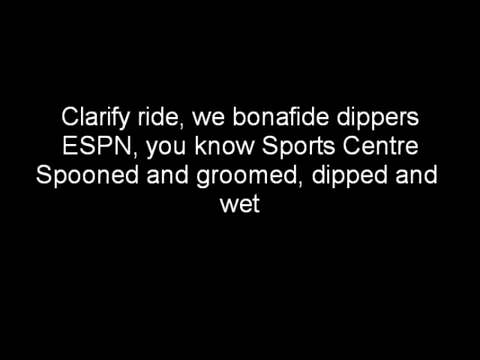 Clarify ride, we bonafide dippers
ESPN, you know Sports Centre
Spooned and groomed, dipped and
wet